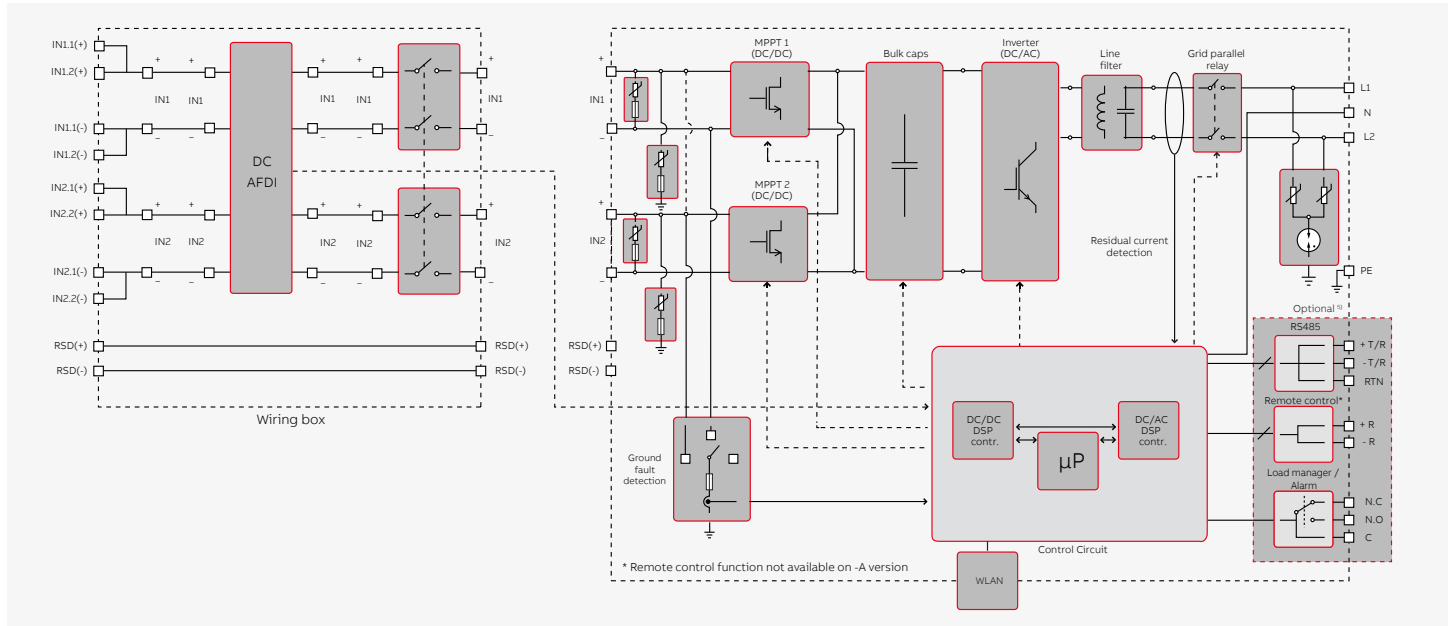 IN1.1(+)
IN1.2(+)
IN1.1(-)
IN1.2(-)
IN2.1(+)
IN2.2(+)
IN2.1(-)
IN2.2(-)
RSD(+)
RSD(-)
+ +
IN1 IN1
– –
+ +
IN2 IN2
– –
DC
AFDI
+ +
IN1 IN1
– –
+ +
IN2 IN2
– –
+
IN1
–
+
IN2
–
RSD(+)
RSD(-)
Wiring box
+
IN1
–
+
IN2
–
RSD(+)
RSD(-)
MPPT 1
(DC/DC)
MPPT 2
(DC/DC)
Bulk caps
Inverter
(DC/AC)
Line
filter
Grid parallel
relay
L1
N
L2
Residual current
detection
PE
Ground
fault
detection
DC/DC
DSP
contr.
µP
DC/AC
DSP
contr.
Control Circuit
WLAN
* Remote control function not available on -A version
Optional 5)
RS485
+ T/R
- T/R
RTN
Remote control*
+ R
- R
Load manager /
Alarm
N.C
N.O
C